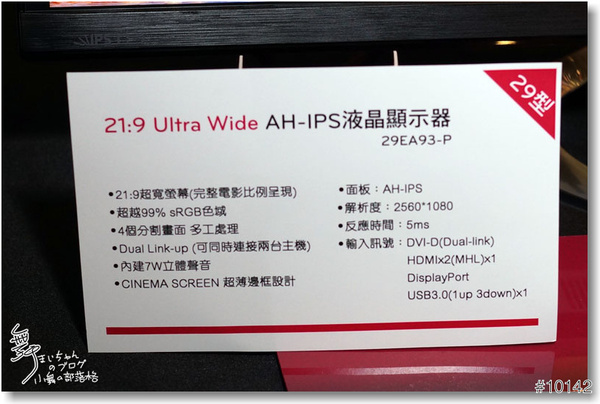 29型
21:9 Ultra Wide AH-IPS液晶顯示器
29EA93-P
•21:9超寬螢幕(完整電影比例呈現)
•超越99% sRGB色域
•4個分割畫面 多工處理
•Dual Link-up (可同時連接兩台主機)
•內建7W立體聲音
•CINEMA SCREEN 超薄邊框設計
•面板：AH-IPS
•解析度：2560*1080
•反應時間：5ms
•輸入訊號：DVI-D(Dual-link)
HDMIx2(MHL)x1
DisplayPort
USB3.0(1up 3down)x1
舞
まいちゃん
のブログ
小舞の部落格
#10142